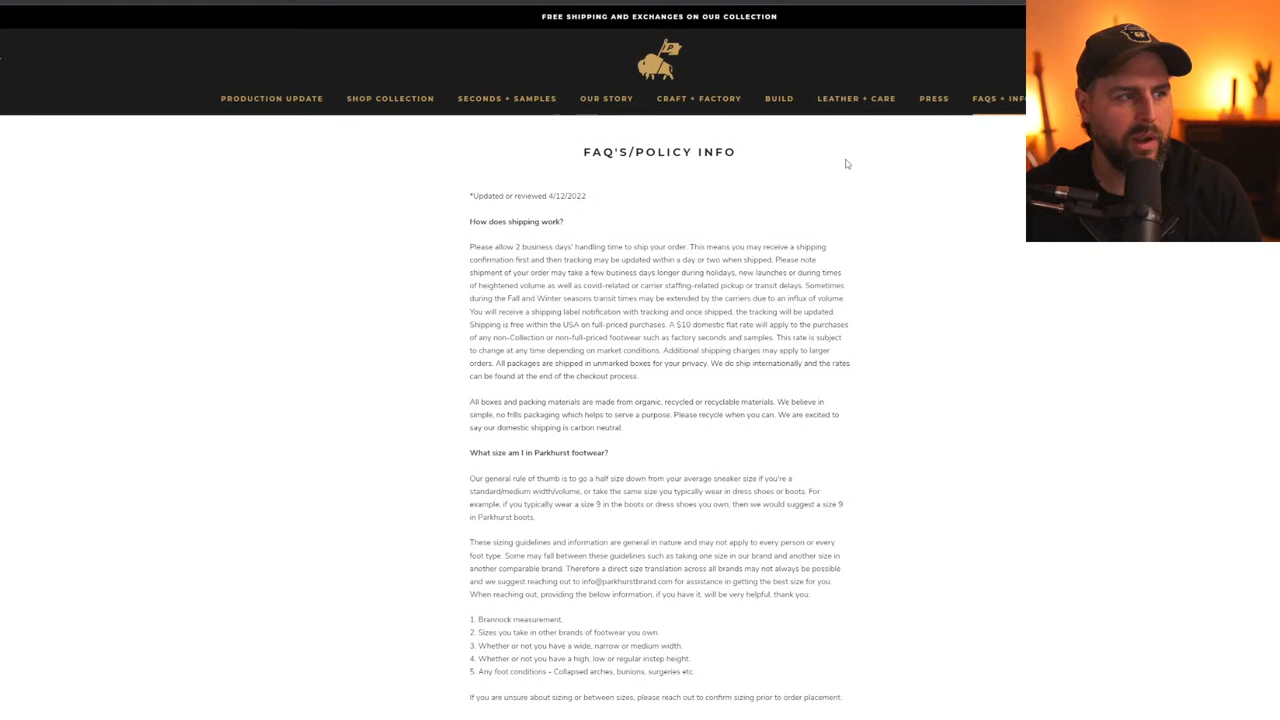 FREE SHIPPING AND EXCHANGES ON OUR COLLECTION
PRODUCTION UPDATE SHOP COLLECTION SECONDS + SAMPLES OUR STORY CRAFT + FACTORY BUILD LEATHER + CARE PRESS FAQS + INF
FAQ'S/POLICY INFO
*Updated or reviewed 4/12/2022
How does shipping work?
Please allow 2 business days' handling time to ship your order. This means you may receive a shipping
confirmation first and then tracking may be updated within a day or two when shipped. Please note
shipment of your order may take a few business days longer during holidays, new launches or during times
of heightened volume as well as covid-related or carrier staffing-related pickup or transit delays. Sometimes
during the Fall and Winter seasons transit times may be extended by the carriers due to an influx of volume.
You will receive a shipping label notification with tracking and once shipped, the tracking will be updated.
Shipping is free within the USA on full-priced purchases. A $10 domestic flat rate will apply to the purchases
of any non-Collection or non-full-priced footwear such as factory seconds and samples. This rate is subject
to change at any time depending on market conditions. Additional shipping charges may apply to larger
orders. All packages are shipped in unmarked boxes for your privacy. We do ship internationally and the rates
can be found at the end of the checkout process.
All boxes and packing materials are made from organic, recycled or recyclable materials. We believe in
simple, no frills packaging which helps to serve a purpose. Please recycle when you can. We are excited to
say our domestic shipping is carbon neutral.
What size am I in Parkhurst footwear?
Our general rule of thumb is to go a half size down from your average sneaker size if you're a
standard/medium width/volume, or take the same size you typically wear in dress shoes or boots. For
example, if you typically wear a size 9 in the boots or dress shoes you own, then we would suggest a size 9
in Parkhurst boots.
These sizing guidelines and information are general in nature and may not apply to every person or every
foot type. Some may fall between these guidelines such as taking one size in our brand and another size in
another comparable brand. Therefore a direct size translation across all brands may not always be possible
and we suggest reaching out to info@parkhurstbrand.com for assistance in getting the best size for you.
When reaching out, providing the below information, if you have it, will be very helpful, thank you:
1. Brannock measurement.
2. Sizes you take in other brands of footwear you own.
3. Whether or not you have a wide, narrow or medium width.
4. Whether or not you have a high, low or regular instep height.
5. Any foot conditions - Collapsed arches, bunions, surgeries etc
If you are unsure about sizing or between sizes, please reach out to confirm sizing prior to order placement.